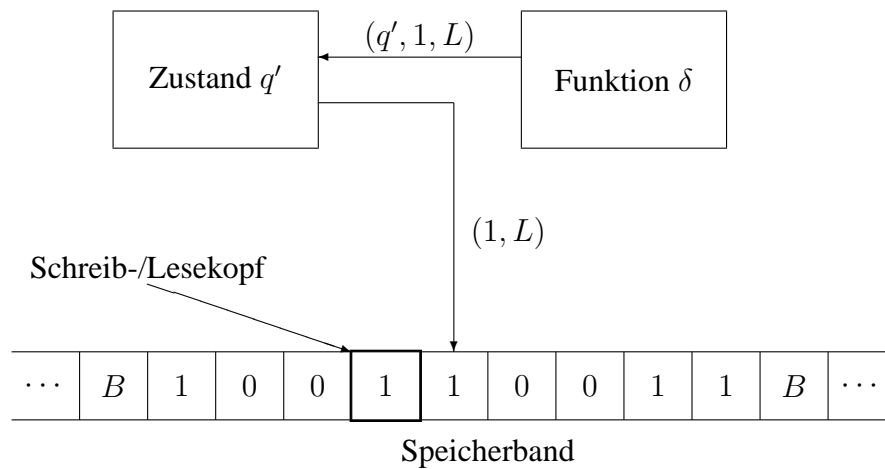 (q′, 1, L)
Zustand q′
Funktion δ
(1, L)
Schreib-/Lesekopf
⋯ B 1 0 0 1 1 0 0 1 1 B ⋯
Speicherband